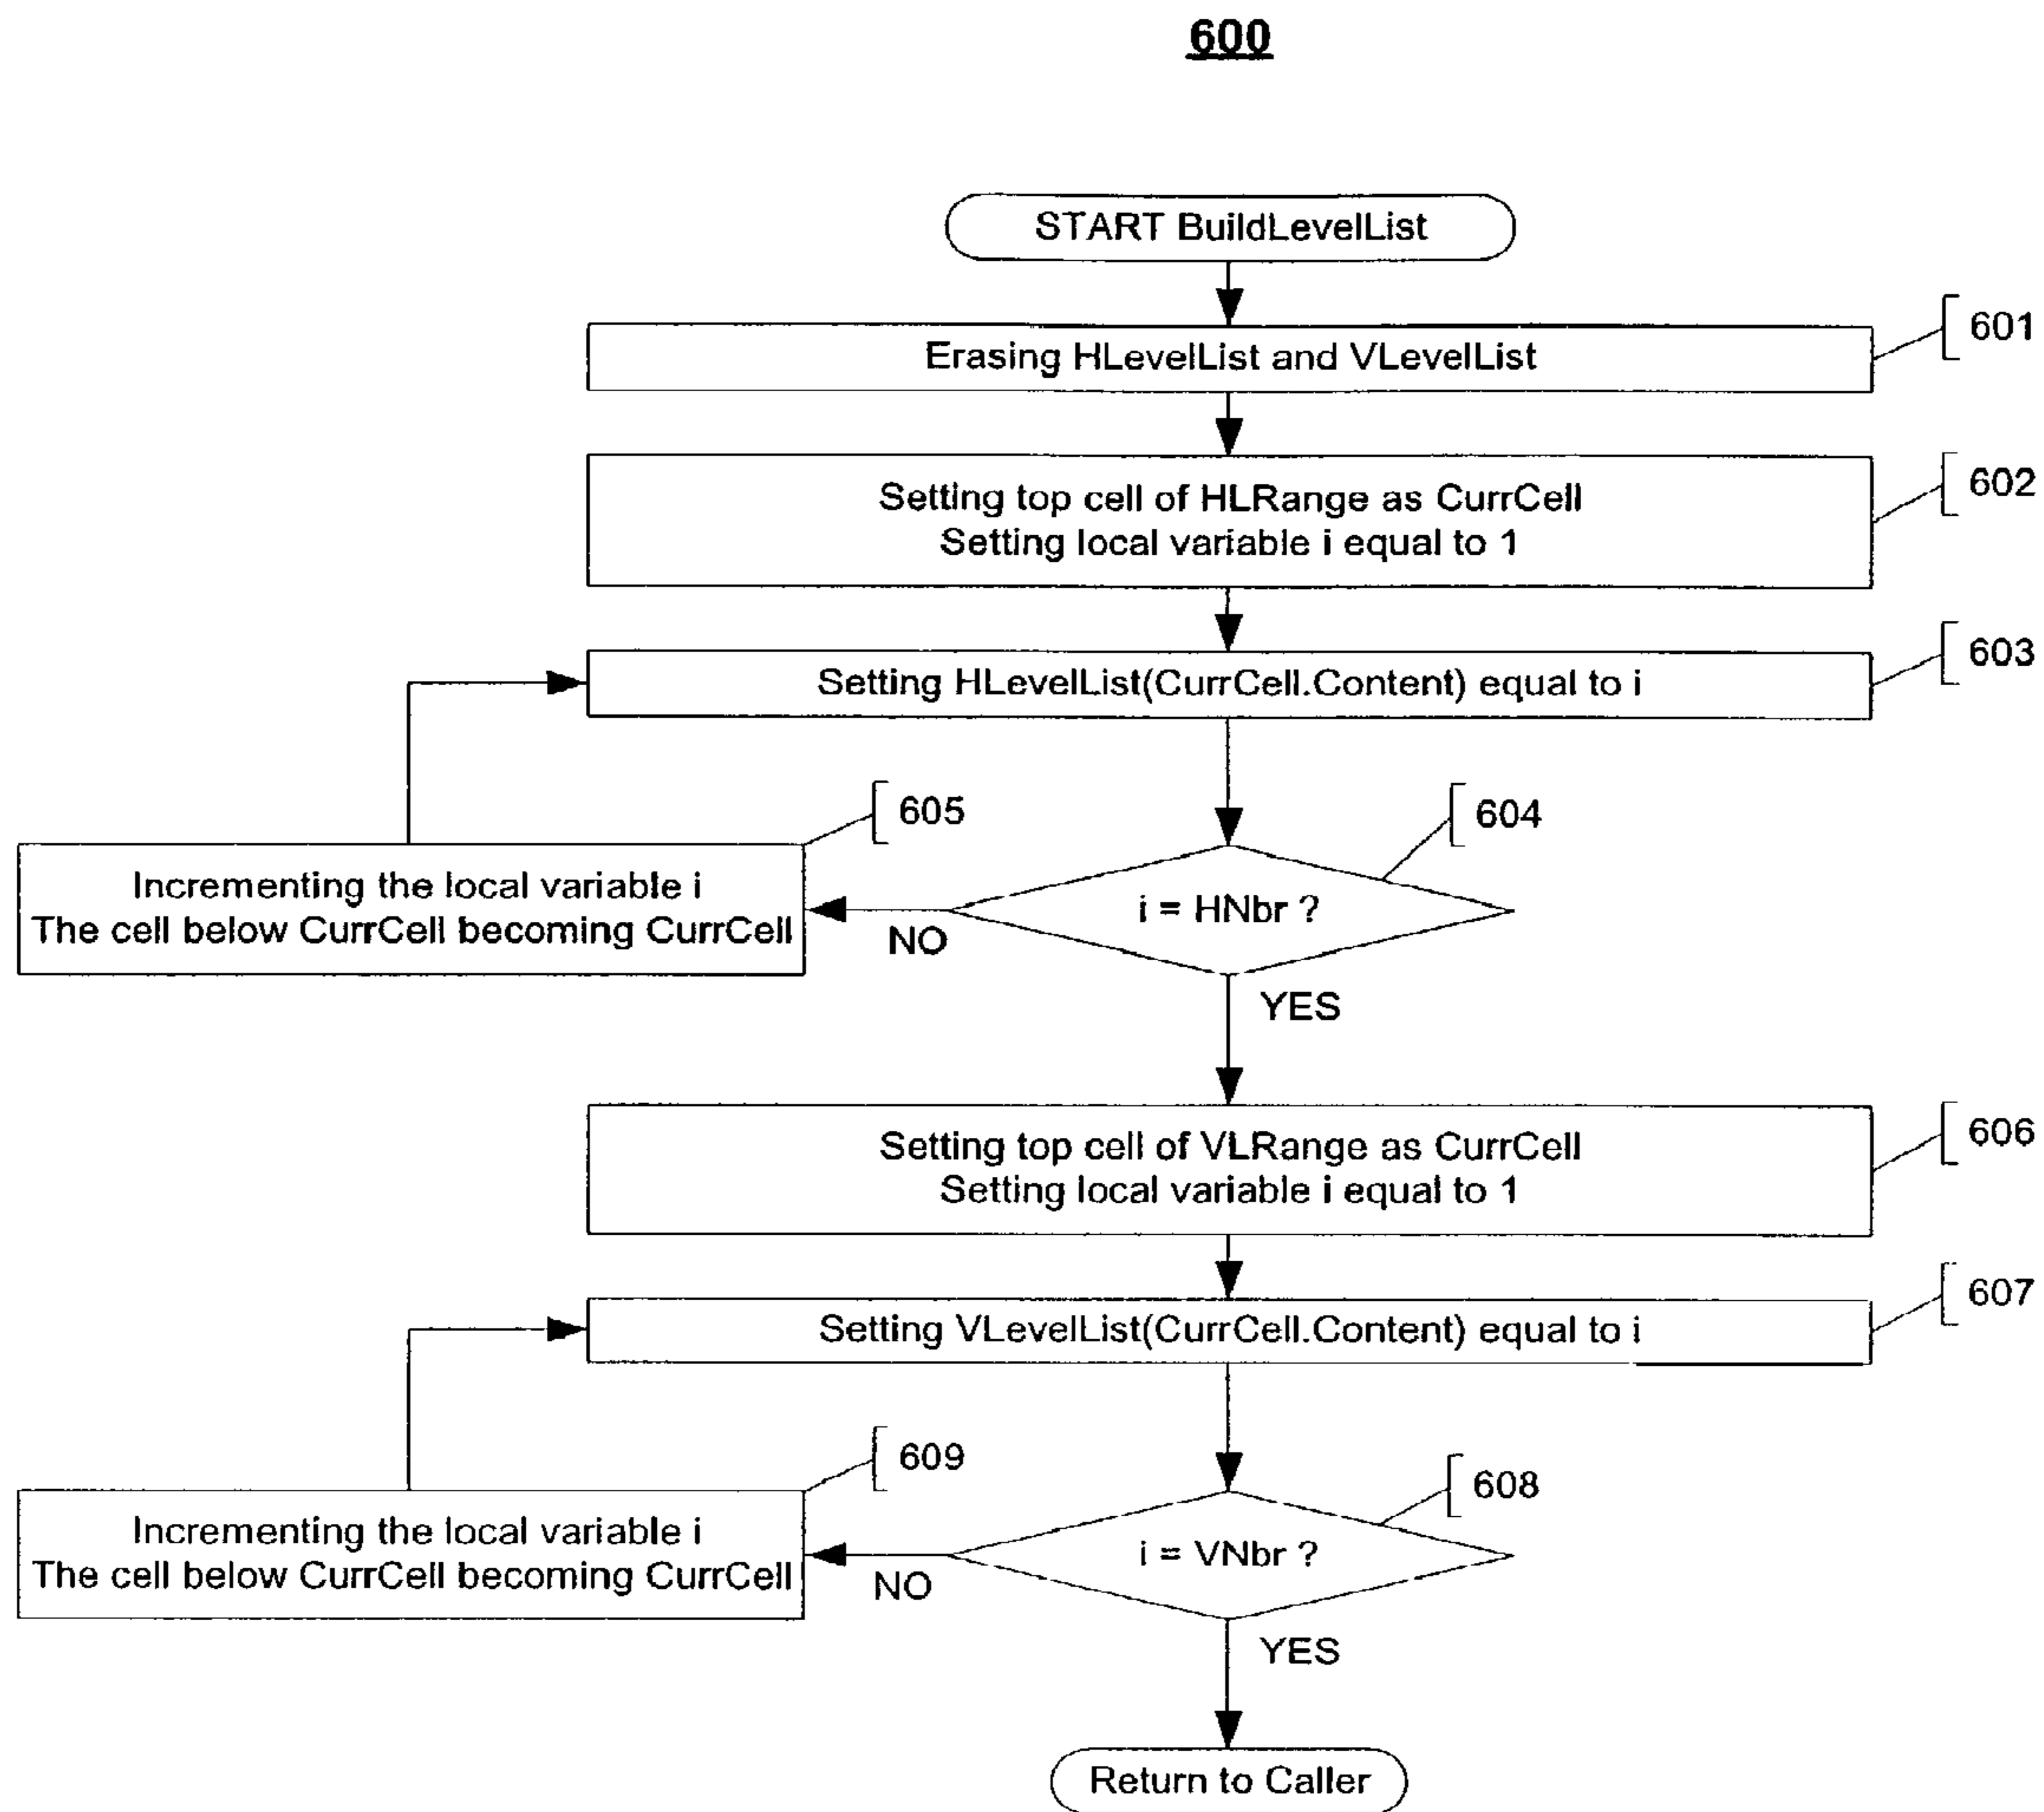 600
START BuildLevelList
601
Erasing HLevelList and VLevelList
602
Setting top cell of HLRange as CurrCell
Setting local variable i equal to 1
603
Setting HLevelList(CurrCell.Content) equal to i
605
604
Incrementing the local variable i
The cell below CurrCell becoming CurrCell
i = HNbr ?
NO
YES
606
Setting top cell of VLRange as CurrCell
Setting local variable i equal to 1
607
Setting VLevelList(CurrCell.Content) equal to i
609
608
Incrementing the local variable i
The cell below CurrCell becoming CurrCell
i = VNbr ?
NO
YES
Return to Caller